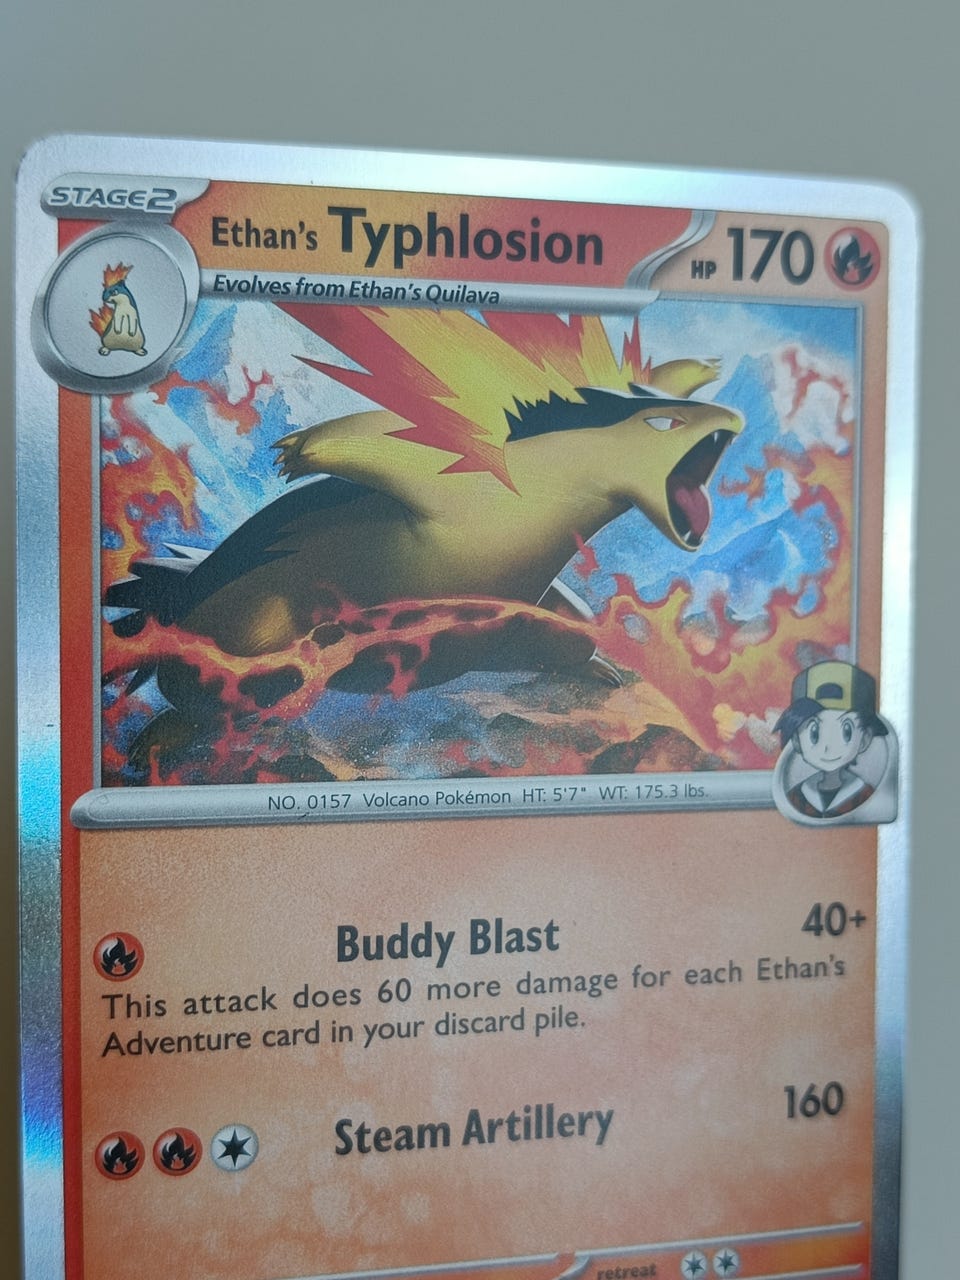 STAGE2
Ethan's Typhlosion HP 170
Evolves from Ethan's Quilava
NO. 0157 Volcano Pokémon HT: 5'7" WT: 175.3 lbs.
Buddy Blast 40+
This attack does 60 more damage for each Ethan's
Adventure card in your discard pile.
Steam Artillery 160
retreat